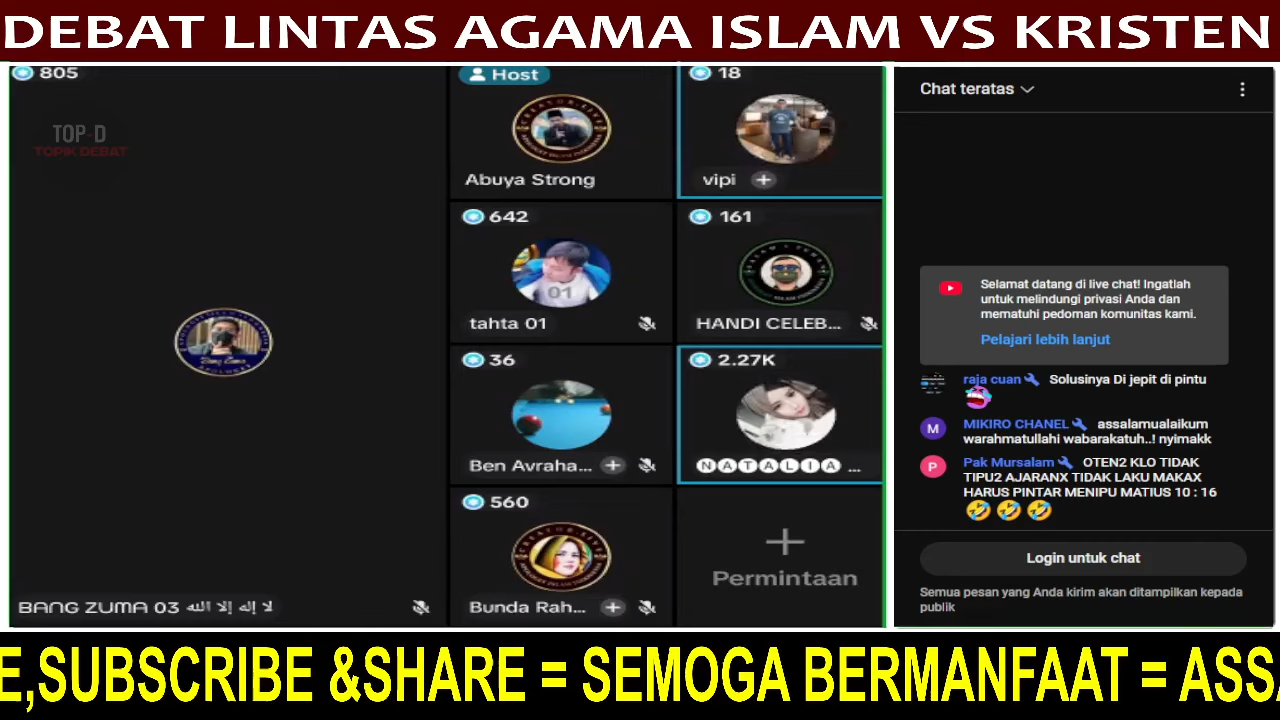 DEBAT LINTAS AGAMA ISLAM VS KRISTEN
805
TOP-D
TOPIK DEBAT
BANG ZUMA 03 لا إله إلا الله
Host
Abuya Strong
18
vipi
642
01
tahta 01
161
HANDI CELEB...
36
Ben Avraha...
2.27K
NATALIA ...
560
Bunda Rah...
Permintaan
Chat teratas
Selamat datang di live chat! Ingatlah
untuk melindungi privasi Anda dan
mematuhi pedoman komunitas kami.
Pelajari lebih lanjut
raja cuan Solusinya Di jepit di pintu
M
MIKIRO CHANEL assalamualaikum
warahmatullahi wabarakatuh..! nyimakk
P
Pak Mursalam OTEN2 KLO TIDAK
TIPU2 AJARANX TIDAK LAKU MAKAX
HARUS PINTAR MENIPU MATIUS 10 : 16
Login untuk chat
Semua pesan yang Anda kirim akan ditampilkan kepada
publik
E,SUBSCRIBE &SHARE = SEMOGA BERMANFAAT = ASSA